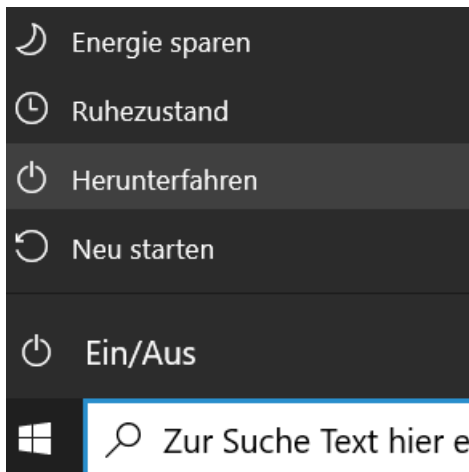 Energie sparen
Ruhezustand
Herunterfahren
Neu starten
Ein/Aus
Zur Suche Text hier e